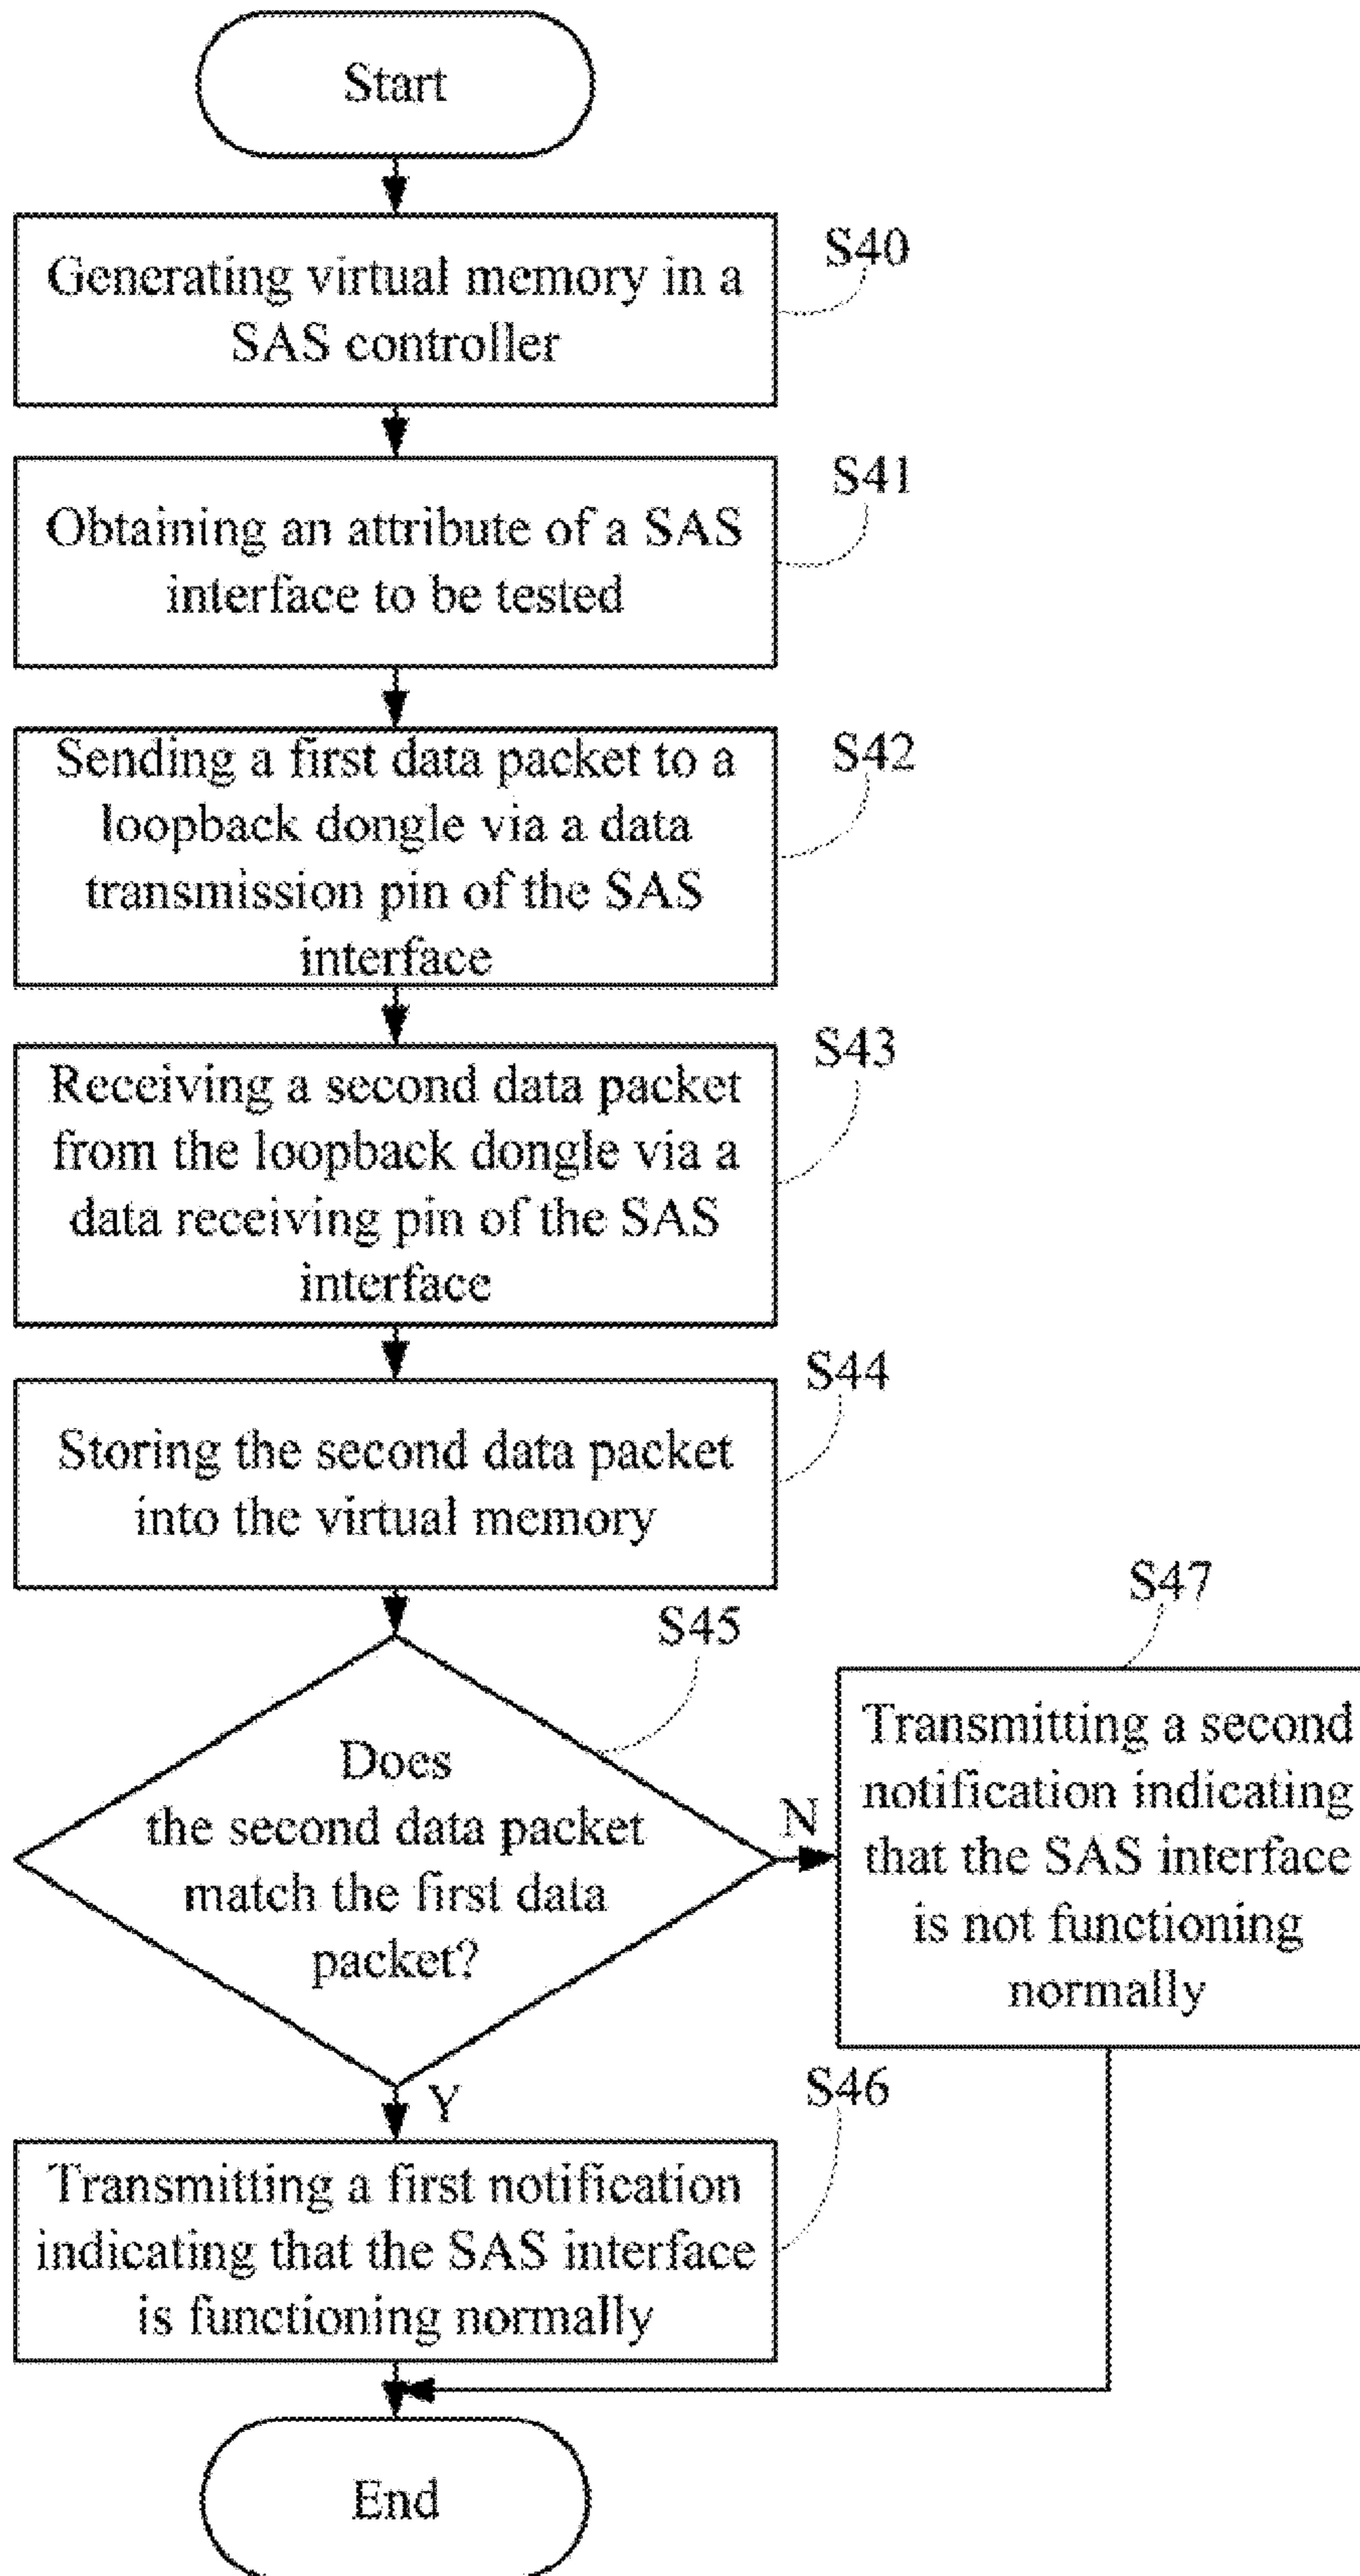 Start
Generating virtual memory in a
SAS controller
S40
Obtaining an attribute of a SAS
interface to be tested
S41
Sending a first data packet to a
loopback dongle via a data
transmission pin of the SAS
interface
S42
Receiving a second data packet
from the loopback dongle via a
data receiving pin of the SAS
interface
S43
Storing the second data packet
into the virtual memory
S44
Does
the second data packet
match the first data
packet?
S45
N
Transmitting a second
notification indicating
that the SAS interface
is not functioning
normally
S47
Y
Transmitting a first notification
indicating that the SAS interface
is functioning normally
S46
End